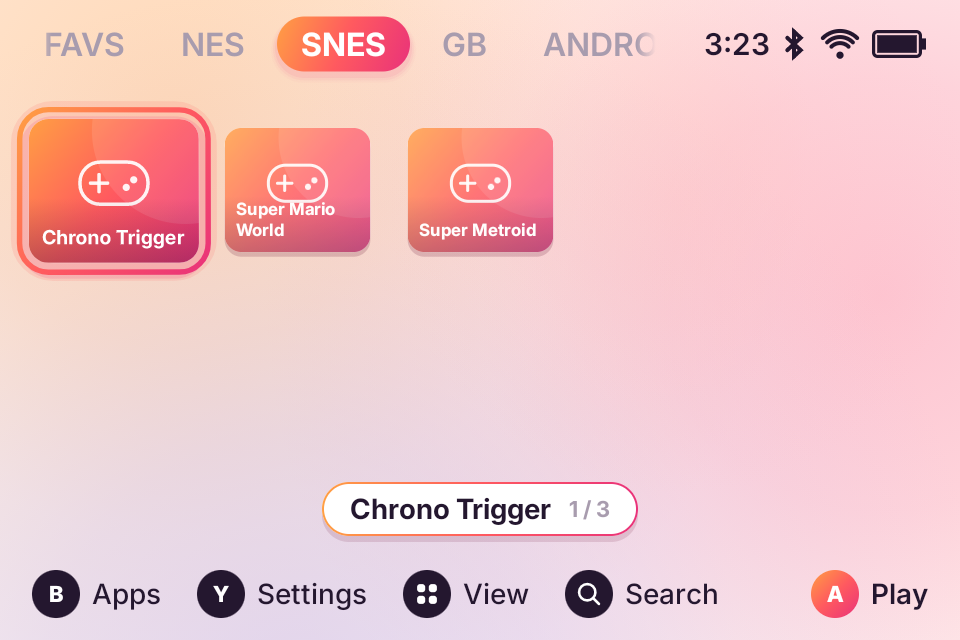 FAVS NES SNES GB ANDRO 3:23
Chrono Trigger
Super Mario
World
Super Metroid
Chrono Trigger 1/3
B Apps Y Settings View Search A Play